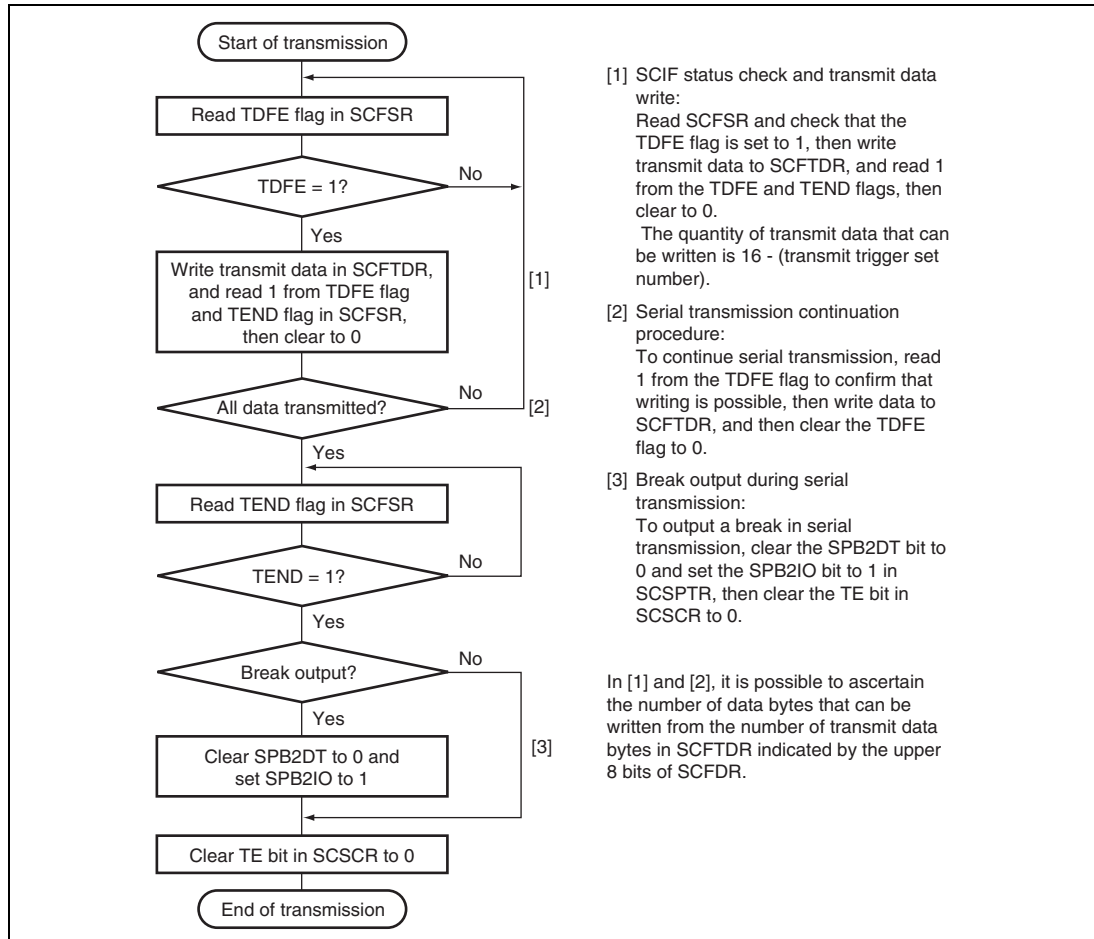 Start of transmission
Read TDFE flag in SCFSR
TDFE = 1?
No
Yes
Write transmit data in SCFTDR,
and read 1 from TDFE flag
and TEND flag in SCFSR,
then clear to 0
[1]
All data transmitted?
No
[2]
Yes
Read TEND flag in SCFSR
TEND = 1?
No
Yes
Break output?
No
Yes
Clear SPB2DT to 0 and
set SPB2IO to 1
[3]
Clear TE bit in SCSCR to 0
End of transmission
[1] SCIF status check and transmit data
write:
Read SCFSR and check that the
TDFE flag is set to 1, then write
transmit data to SCFTDR, and read 1
from the TDFE and TEND flags, then
clear to 0.
The quantity of transmit data that can
be written is 16 - (transmit trigger set
number).
[2] Serial transmission continuation
procedure:
To continue serial transmission, read
1 from the TDFE flag to confirm that
writing is possible, then write data to
SCFTDR, and then clear the TDFE
flag to 0.
[3] Break output during serial
transmission:
To output a break in serial
transmission, clear the SPB2DT bit to
0 and set the SPB2IO bit to 1 in
SCSPTR, then clear the TE bit in
SCSCR to 0.
In [1] and [2], it is possible to ascertain
the number of data bytes that can be
written from the number of transmit data
bytes in SCFTDR indicated by the upper
8 bits of SCFDR.